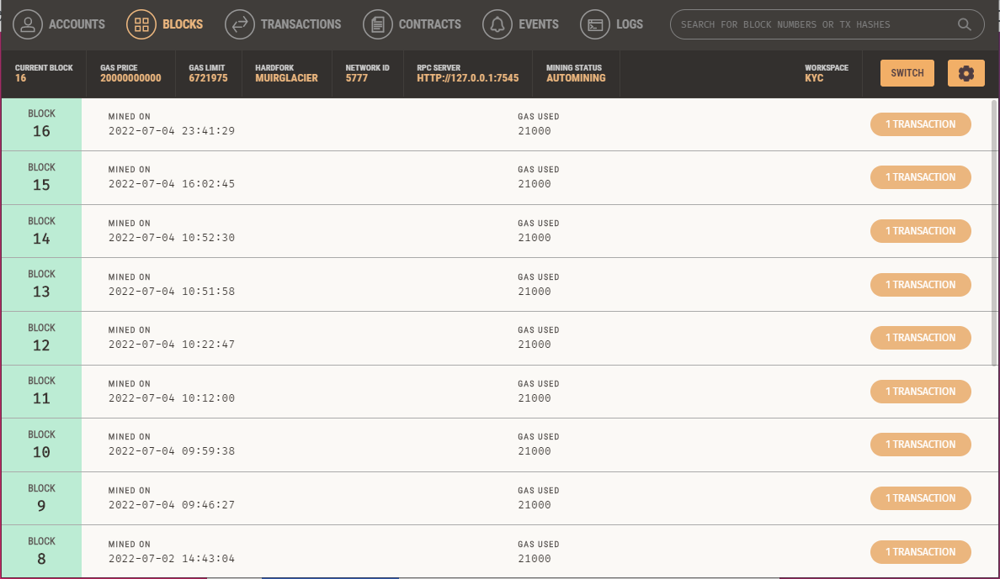 ACCOUNTS BLOCKS TRANSACTIONS CONTRACTS EVENTS LOGS SEARCH FOR BLOCK NUMBERS OR TX HASHES
CURRENT BLOCK GAS PRICE GAS LIMIT HARDFORK NETWORK ID RPC SERVER MINING STATUS WORKSPACE
16 20000000000 6721975 MUIRGLACIER 5777 HTTP://127.0.0.1:7545 AUTOMINING KYC SWITCH
BLOCK MINED ON GAS USED
16 2022-07-04 23:41:29 21000 1 TRANSACTION
BLOCK MINED ON GAS USED
15 2022-07-04 16:02:45 21000 1 TRANSACTION
BLOCK MINED ON GAS USED
14 2022-07-04 10:52:30 21000 1 TRANSACTION
BLOCK MINED ON GAS USED
13 2022-07-04 10:51:58 21000 1 TRANSACTION
BLOCK MINED ON GAS USED
12 2022-07-04 10:22:47 21000 1 TRANSACTION
BLOCK MINED ON GAS USED
11 2022-07-04 10:12:00 21000 1 TRANSACTION
BLOCK MINED ON GAS USED
10 2022-07-04 09:59:38 21000 1 TRANSACTION
BLOCK MINED ON GAS USED
9 2022-07-04 09:46:27 21000 1 TRANSACTION
BLOCK MINED ON GAS USED
8 2022-07-02 14:43:04 21000 1 TRANSACTION